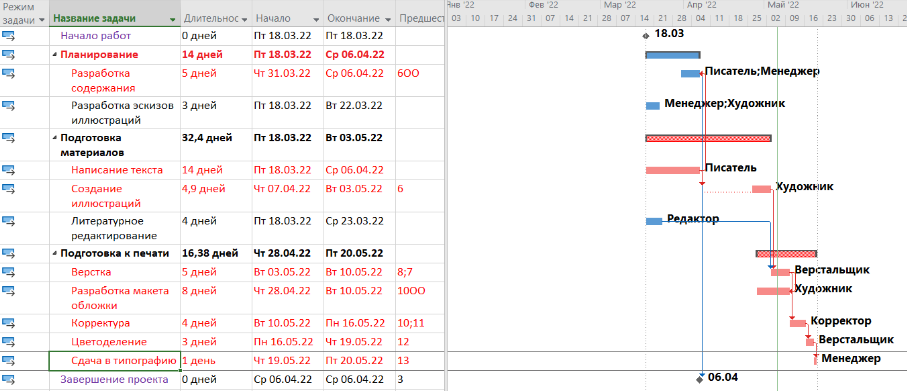 Режим задачи Название задачи Длительнос Начало Окончание Предшест
Янв '22 Фев '22 Мар '22 Апр '22 Май '22 Июн '22
03 10 17 24 31 07 14 21 28 07 14 21 28 04 11 18 25 02 09 16 23 30 06 13 20
Начало работ 0 дней Пт 18.03.22 Пт 18.03.22 18.03
Планирование 14 дней Пт 18.03.22 Ср 06.04.22
Разработка содержания 5 дней Чт 31.03.22 Ср 06.04.22 6ОО Писатель;Менеджер
Разработка эскизов иллюстраций 3 дней Пт 18.03.22 Вт 22.03.22 Менеджер;Художник
Подготовка материалов 32,4 дней Пт 18.03.22 Вт 03.05.22
Написание текста 14 дней Пт 18.03.22 Ср 06.04.22 Писатель
Создание иллюстраций 4,9 дней Чт 07.04.22 Вт 03.05.22 6 Художник
Литературное редактирование 4 дней Пт 18.03.22 Ср 23.03.22 Редактор
Подготовка к печати 16,38 дней Чт 28.04.22 Пт 20.05.22
Верстка 5 дней Вт 03.05.22 Вт 10.05.22 8;7 Верстальщик
Разработка макета обложки 8 дней Чт 28.04.22 Вт 10.05.22 10ОО Художник
Корректура 4 дней Вт 10.05.22 Пн 16.05.22 10;11 Корректор
Цветоделение 3 дней Пн 16.05.22 Чт 19.05.22 12 Верстальщик
Сдача в типографию 1 день Чт 19.05.22 Пт 20.05.22 13 Менеджер
Завершение проекта 0 дней Ср 06.04.22 Ср 06.04.22 3 06.04